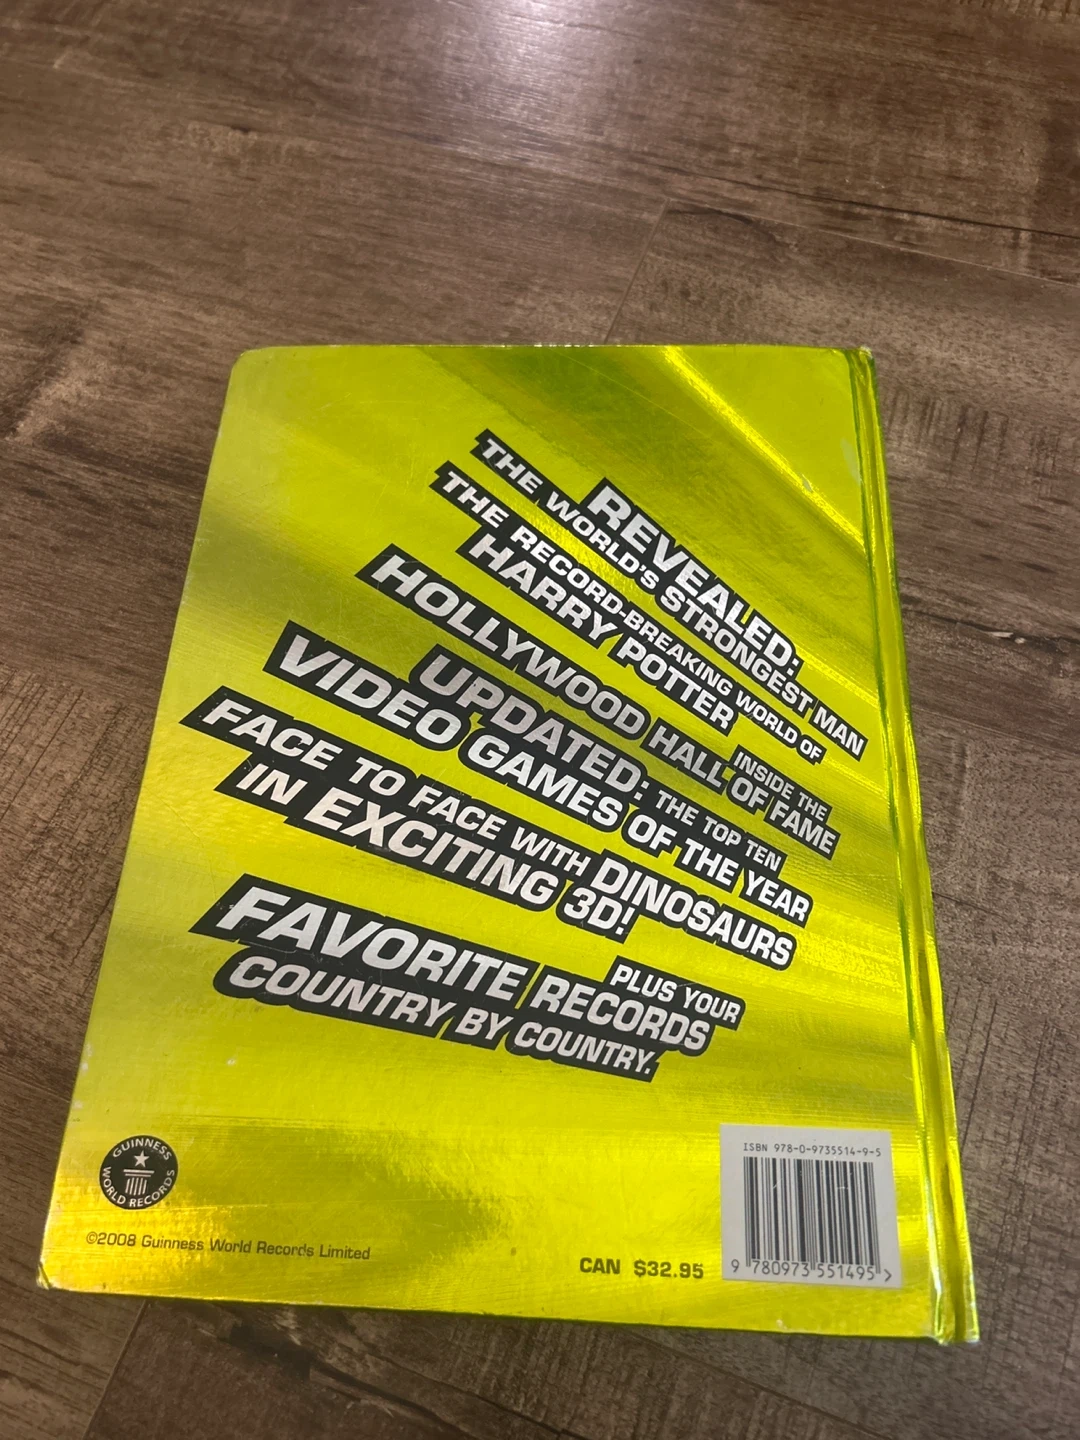 REVEALED:
THE WORLD'S STRONGEST MAN
THE RECORD-BREAKING WORLD OF
HARRY POTTER
INSIDE THE
HOLLYWOOD HALL OF FAME
UPDATED: THE TOP TEN
VIDEO GAMES OF THE YEAR
FACE TO FACE WITH DINOSAURS
IN EXCITING 3D!
PLUS YOUR
FAVORITE RECORDS
COUNTRY BY COUNTRY.
GUINNESS
WORLD RECORDS
©2008 Guinness World Records Limited
CAN $32.95
ISBN 978-0-9735514-9-5
9 780973 551495 >